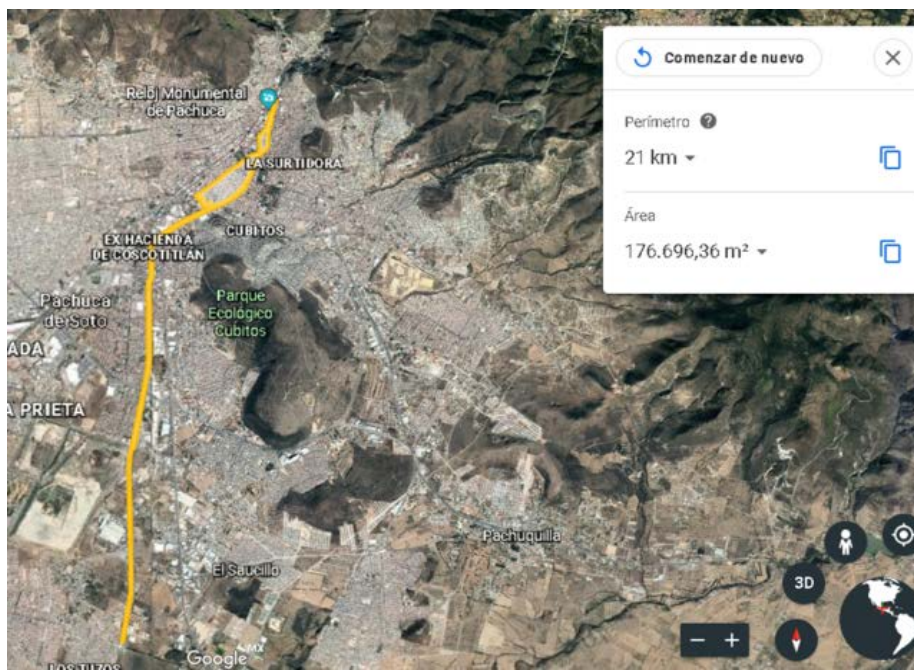 Comenzar de nuevo
Perímetro ?
21 km
Área
176.696,36 m²
Reloj Monumental
de Pachuca
LA SURTIDORA
CUBITOS
EX HACIENDA
DE COSCOTITLÁN
Parque
Ecológico
Cubitos
Pachuca
de Soto
ADA
A PRIETA
Pachuquilla
El Saucillo
3D
Google
MX
LOS TUZOS